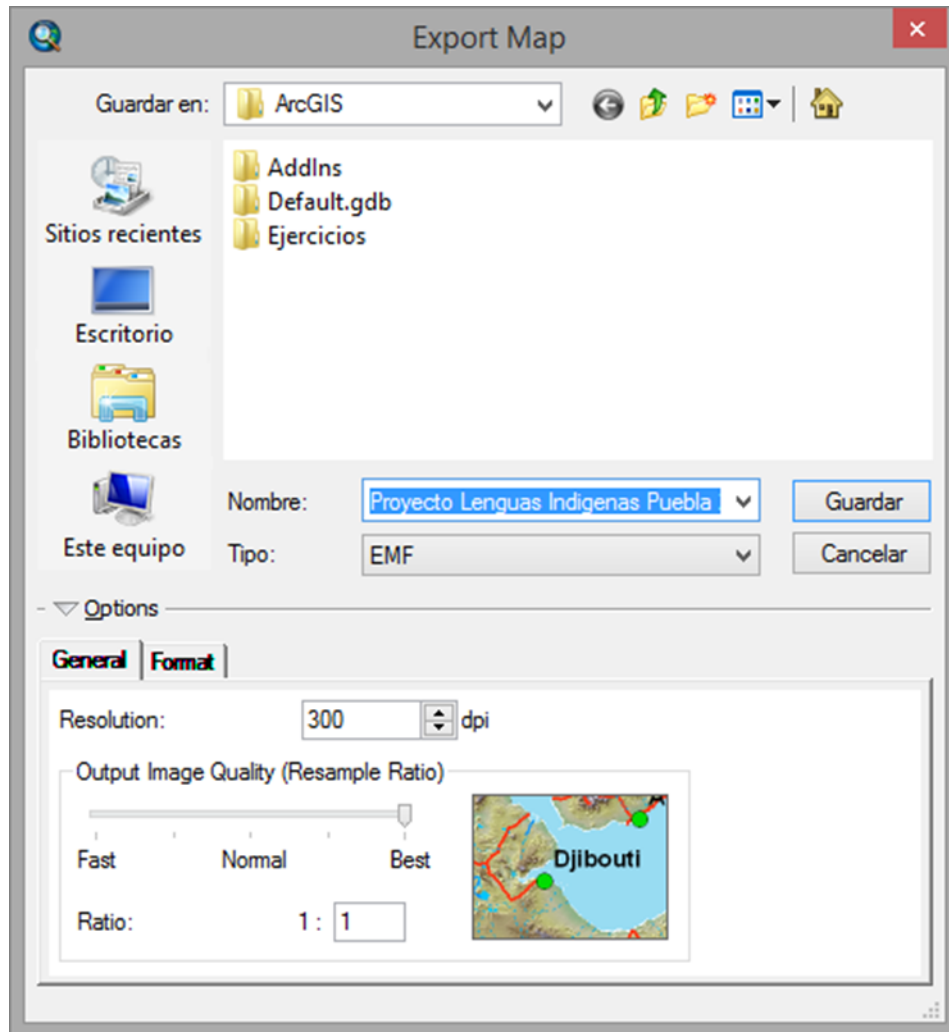 Export Map
Guardar en: ArcGIS
AddIns
Default.gdb
Ejercicios
Sitios recientes
Escritorio
Bibliotecas
Este equipo
Nombre: Proyecto Lenguas Indigenas Puebla
Guardar
Tipo: EMF
Cancelar
Options
General Format
Resolution: 300 dpi
Output Image Quality (Resample Ratio)
Fast Normal Best
Djibouti
Ratio: 1 : 1